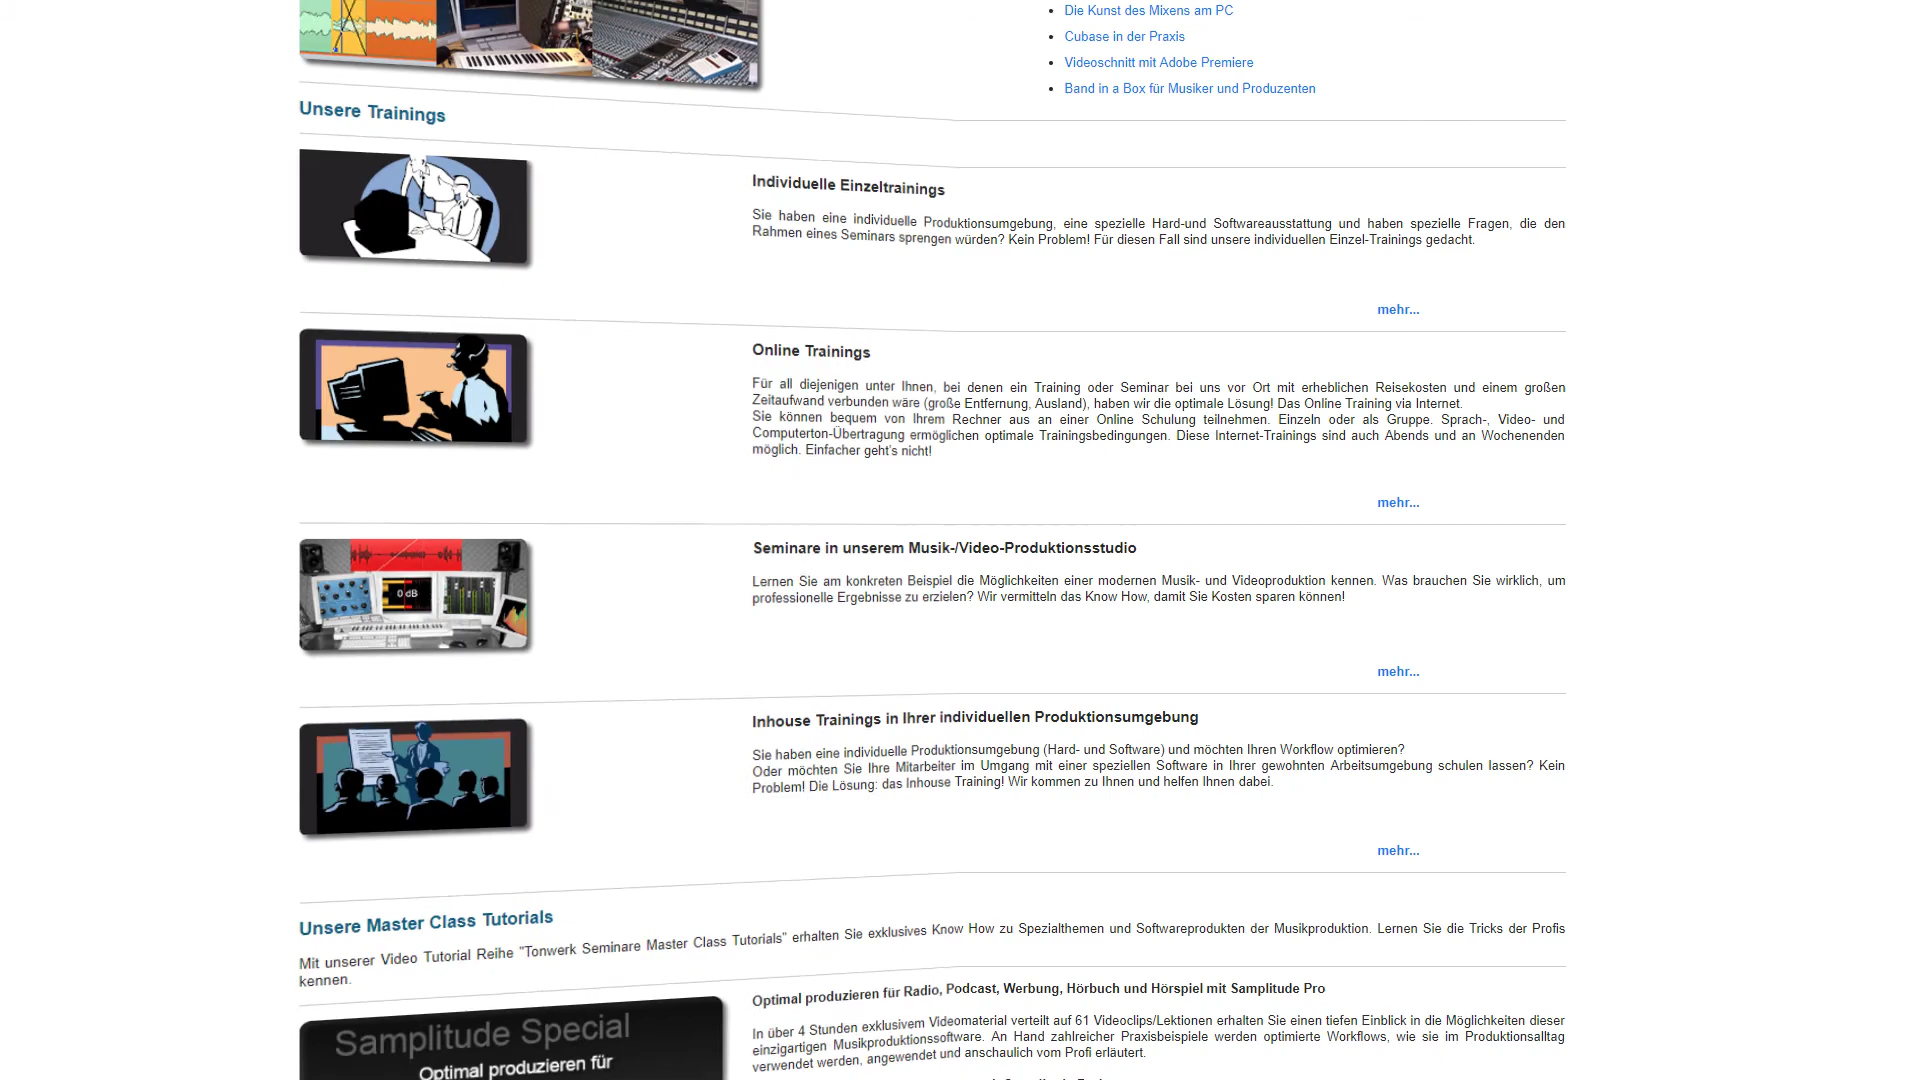 Die Kunst des Mixens am PC
Cubase in der Praxis
Videoschnitt mit Adobe Premiere
Band in a Box für Musiker und Produzenten
Unsere Trainings
Individuelle Einzeltrainings
Sie haben eine individuelle Produktionsumgebung, eine spezielle Hard-und Softwareausstattung und haben spezielle Fragen, die den
Rahmen eines Seminars sprengen würden? Kein Problem! Für diesen Fall sind unsere individuellen Einzel-Trainings gedacht.
mehr...
Online Trainings
Für all diejenigen unter Ihnen, bei denen ein Training oder Seminar bei uns vor Ort mit erheblichen Reisekosten und einem großen
Zeitaufwand verbunden wäre (große Entfernung, Ausland), haben wir die optimale Lösung! Das Online Training via Internet.
Sie können bequem von Ihrem Rechner aus an einer Online Schulung teilnehmen. Einzeln oder als Gruppe. Sprach-, Video- und
Computerton-Übertragung ermöglichen optimale Trainingsbedingungen. Diese Internet-Trainings sind auch Abends und an Wochenenden
möglich. Einfacher geht's nicht!
mehr...
0 dB
Seminare in unserem Musik-/Video-Produktionsstudio
Lernen Sie am konkreten Beispiel die Möglichkeiten einer modernen Musik- und Videoproduktion kennen. Was brauchen Sie wirklich, um
professionelle Ergebnisse zu erzielen? Wir vermitteln das Know How, damit Sie Kosten sparen können!
mehr...
Inhouse Trainings in Ihrer individuellen Produktionsumgebung
Sie haben eine individuelle Produktionsumgebung (Hard- und Software) und möchten Ihren Workflow optimieren?
Oder möchten Sie Ihre Mitarbeiter im Umgang mit einer speziellen Software in Ihrer gewohnten Arbeitsumgebung schulen lassen? Kein
Problem! Die Lösung: das Inhouse Training! Wir kommen zu Ihnen und helfen Ihnen dabei.
mehr...
Unsere Master Class Tutorials
Mit unserer Video Tutorial Reihe "Tonwerk Seminare Master Class Tutorials" erhalten Sie exklusives Know How zu Spezialthemen und Softwareprodukten der Musikproduktion. Lernen Sie die Tricks der Profis
kennen.
Samplitude Special
Optimal produzieren für
Optimal produzieren für Radio, Podcast, Werbung, Hörbuch und Hörspiel mit Samplitude Pro
In über 4 Stunden exklusivem Videomaterial verteilt auf 61 Videoclips/Lektionen erhalten Sie einen tiefen Einblick in die Möglichkeiten dieser
einzigartigen Musikproduktionssoftware. An Hand zahlreicher Praxisbeispiele werden optimierte Workflows, wie sie im Produktionsalltag
verwendet werden, angewendet und anschaulich vom Profi erläutert.